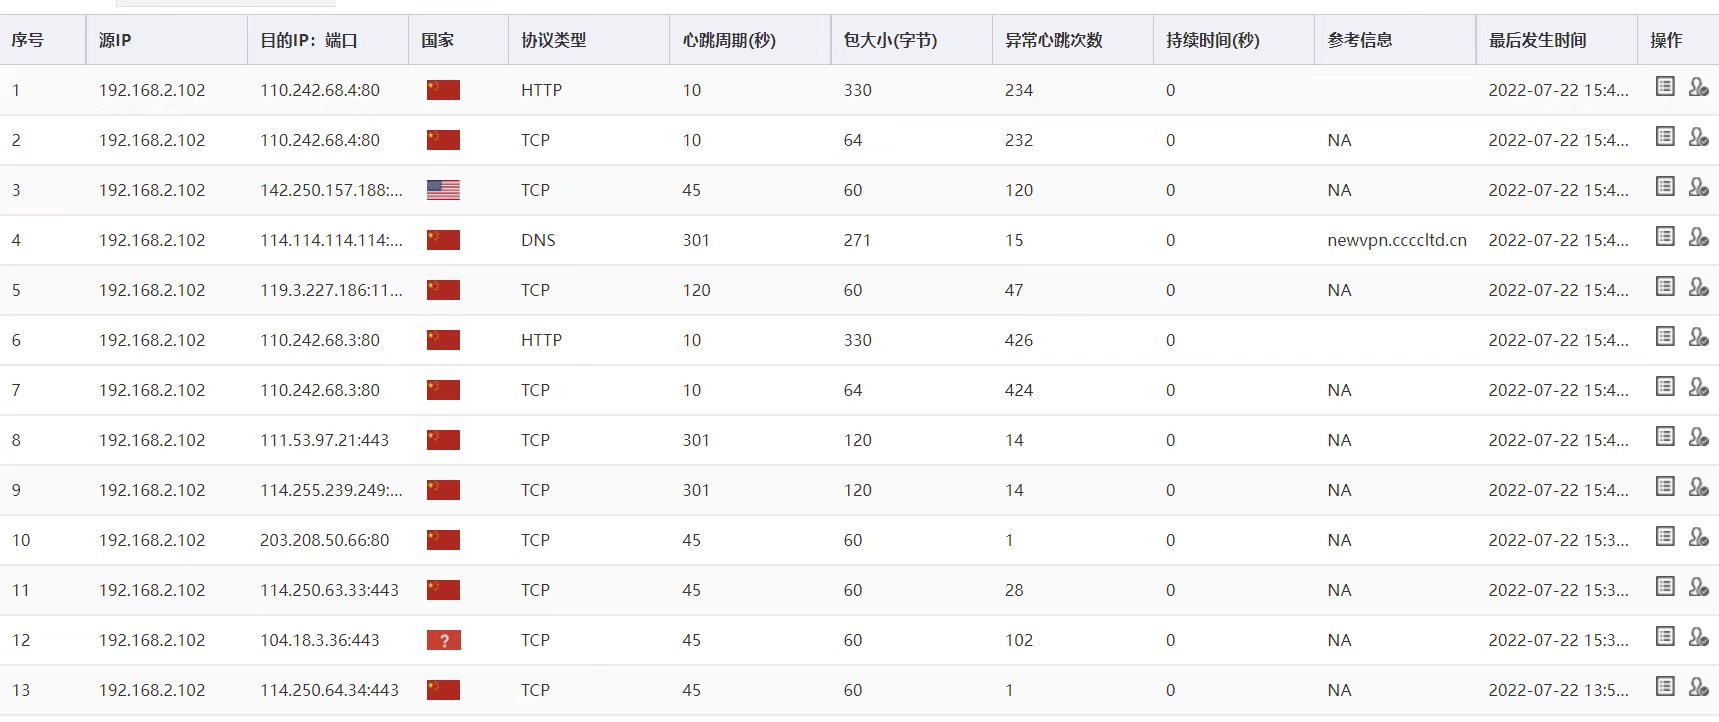 序号 源IP 目的IP：端口 国家 协议类型 心跳周期(秒) 包大小(字节) 异常心跳次数 持续时间(秒) 参考信息 最后发生时间 操作
1 192.168.2.102 110.242.68.4:80 HTTP 10 330 234 0 2022-07-22 15:4...
2 192.168.2.102 110.242.68.4:80 TCP 10 64 232 0 NA 2022-07-22 15:4...
3 192.168.2.102 142.250.157.188:... TCP 45 60 120 0 NA 2022-07-22 15:4...
4 192.168.2.102 114.114.114.114:... DNS 301 271 15 0 newvpn.ccccltd.cn 2022-07-22 15:4...
5 192.168.2.102 119.3.227.186:11... TCP 120 60 47 0 NA 2022-07-22 15:4...
6 192.168.2.102 110.242.68.3:80 HTTP 10 330 426 0 2022-07-22 15:4...
7 192.168.2.102 110.242.68.3:80 TCP 10 64 424 0 NA 2022-07-22 15:4...
8 192.168.2.102 111.53.97.21:443 TCP 301 120 14 0 NA 2022-07-22 15:4...
9 192.168.2.102 114.255.239.249:... TCP 301 120 14 0 NA 2022-07-22 15:4...
10 192.168.2.102 203.208.50.66:80 TCP 45 60 1 0 NA 2022-07-22 15:3...
11 192.168.2.102 114.250.63.33:443 TCP 45 60 28 0 NA 2022-07-22 15:3...
12 192.168.2.102 104.18.3.36:443 ? TCP 45 60 102 0 NA 2022-07-22 15:3...
13 192.168.2.102 114.250.64.34:443 TCP 45 60 1 0 NA 2022-07-22 13:5...